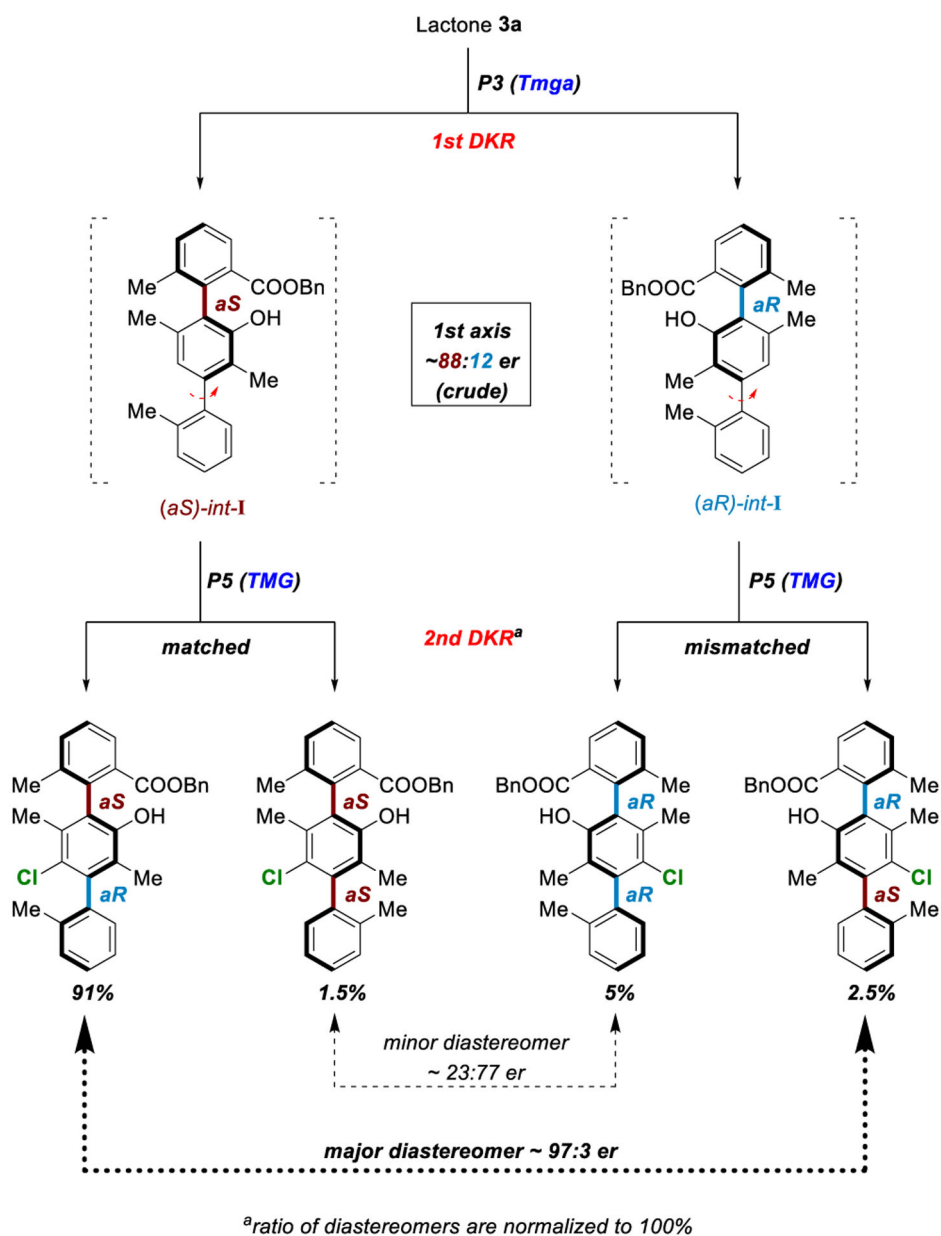 Lactone 3a
P3 (Tmga)
1st DKR
Me
COOBn
aS
Me
OH
Me
Me
(aS)-int-I
1st axis
~88:12 er
(crude)
BnOOC
Me
aR
HO
Me
Me
Me
(aR)-int-I
P5 (TMG)
P5 (TMG)
matched
2nd DKRa
mismatched
Me
COOBn
aS
Me
OH
Cl
Me
aR
Me
91%
Me
COOBn
aS
Me
OH
Cl
Me
aS
Me
1.5%
BnOOC
Me
aR
HO
Me
Me
Cl
aR
Me
5%
BnOOC
Me
aR
HO
Me
Me
Cl
aS
Me
2.5%
minor diastereomer
~ 23:77 er
major diastereomer ~ 97:3 er
aratio of diastereomers are normalized to 100%